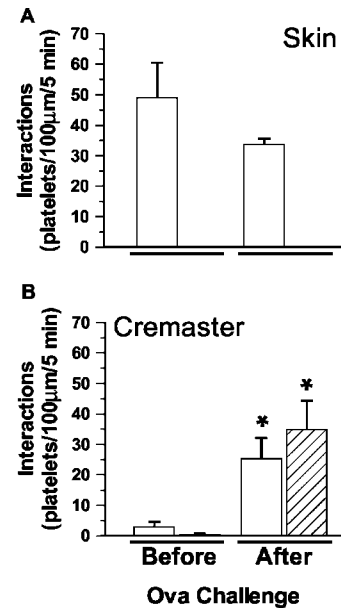 A
Skin
Interactions
(platelets/100µm/5 min)
70
60
50
40
30
20
10
0
B
Cremaster
Interactions
(platelets/100µm/5 min)
70
60
50
40
30
20
10
0
*
*
Before After
Ova Challenge